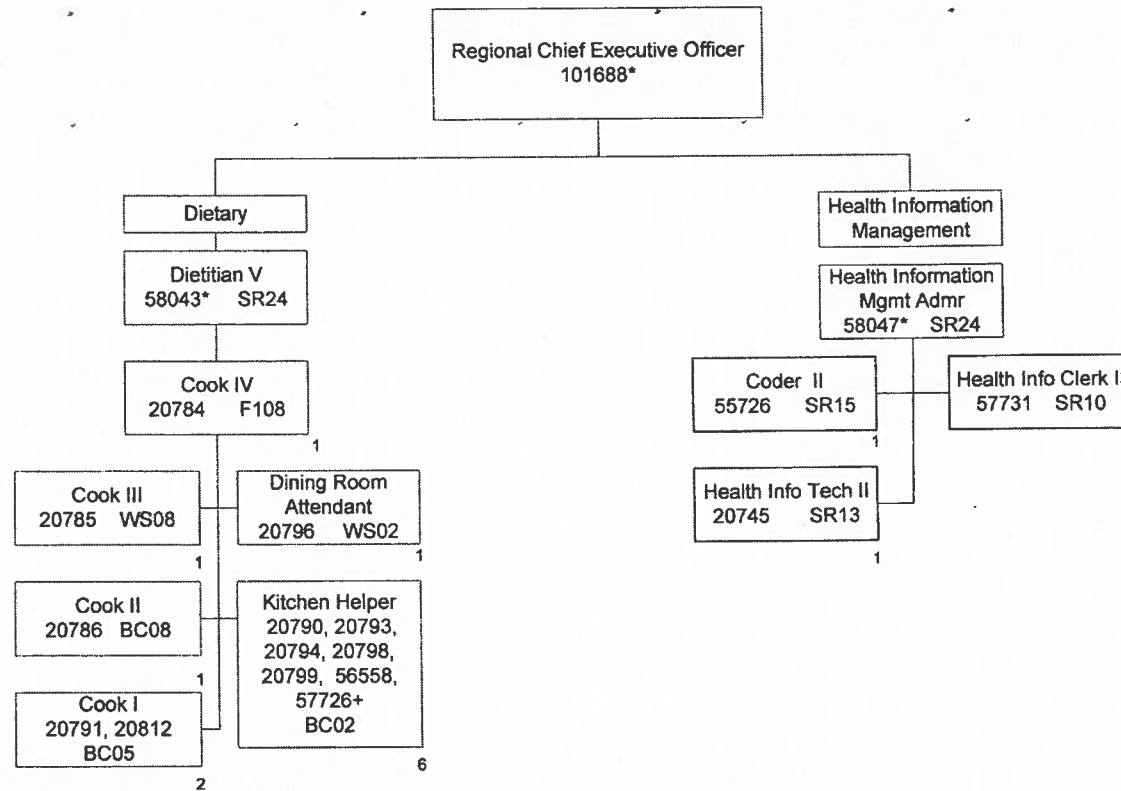 Regional Chief Executive Officer
101688*
Dietary
Dietitian V
58043* SR24
Cook IV
20784 F108
1
Cook III
20785 WS08
1
Dining Room
Attendant
20796 WS02
1
Cook II
20786 BC08
1
Kitchen Helper
20790, 20793,
20794, 20798,
20799, 56558,
57726+
BC02
6
Cook I
20791, 20812
BC05
2
Health Information
Management
Health Information
Mgmt Admr
58047* SR24
Coder II
55726 SR15
1
Health Info Clerk
57731 SR10
Health Info Tech II
20745 SR13
1